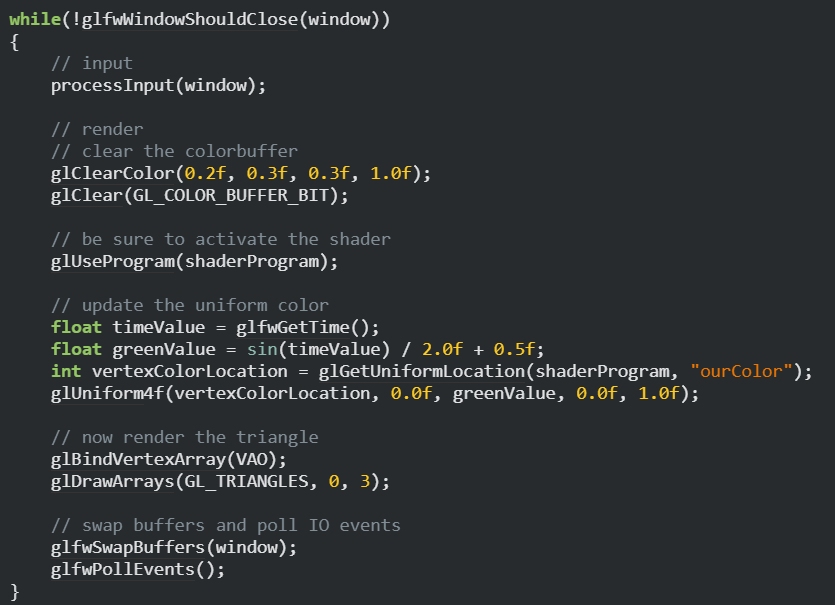 while(!glfwWindowShouldClose(window))
{
    // input
    processInput(window);

    // render
    // clear the colorbuffer
    glClearColor(0.2f, 0.3f, 0.3f, 1.0f);
    glClear(GL_COLOR_BUFFER_BIT);

    // be sure to activate the shader
    glUseProgram(shaderProgram);

    // update the uniform color
    float timeValue = glfwGetTime();
    float greenValue = sin(timeValue) / 2.0f + 0.5f;
    int vertexColorLocation = glGetUniformLocation(shaderProgram, "ourColor");
    glUniform4f(vertexColorLocation, 0.0f, greenValue, 0.0f, 1.0f);

    // now render the triangle
    glBindVertexArray(VAO);
    glDrawArrays(GL_TRIANGLES, 0, 3);

    // swap buffers and poll IO events
    glfwSwapBuffers(window);
    glfwPollEvents();
}